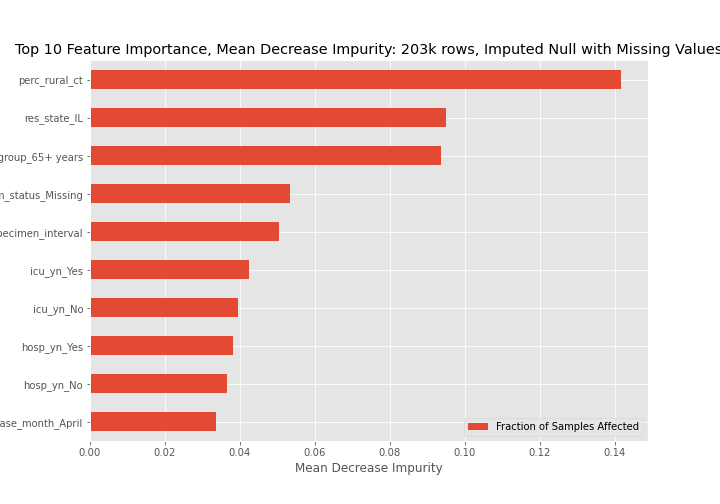 Top 10 Feature Importance, Mean Decrease Impurity: 203k rows, Imputed Null with Missing Values
perc_rural_ct
res_state_IL
group_65+ years
_status_Missing
ecimen_interval
icu_yn_Yes
icu_yn_No
hosp_yn_Yes
hosp_yn_No
ase_month_April
Fraction of Samples Affected
0.00 0.02 0.04 0.06 0.08 0.10 0.12 0.14
Mean Decrease Impurity